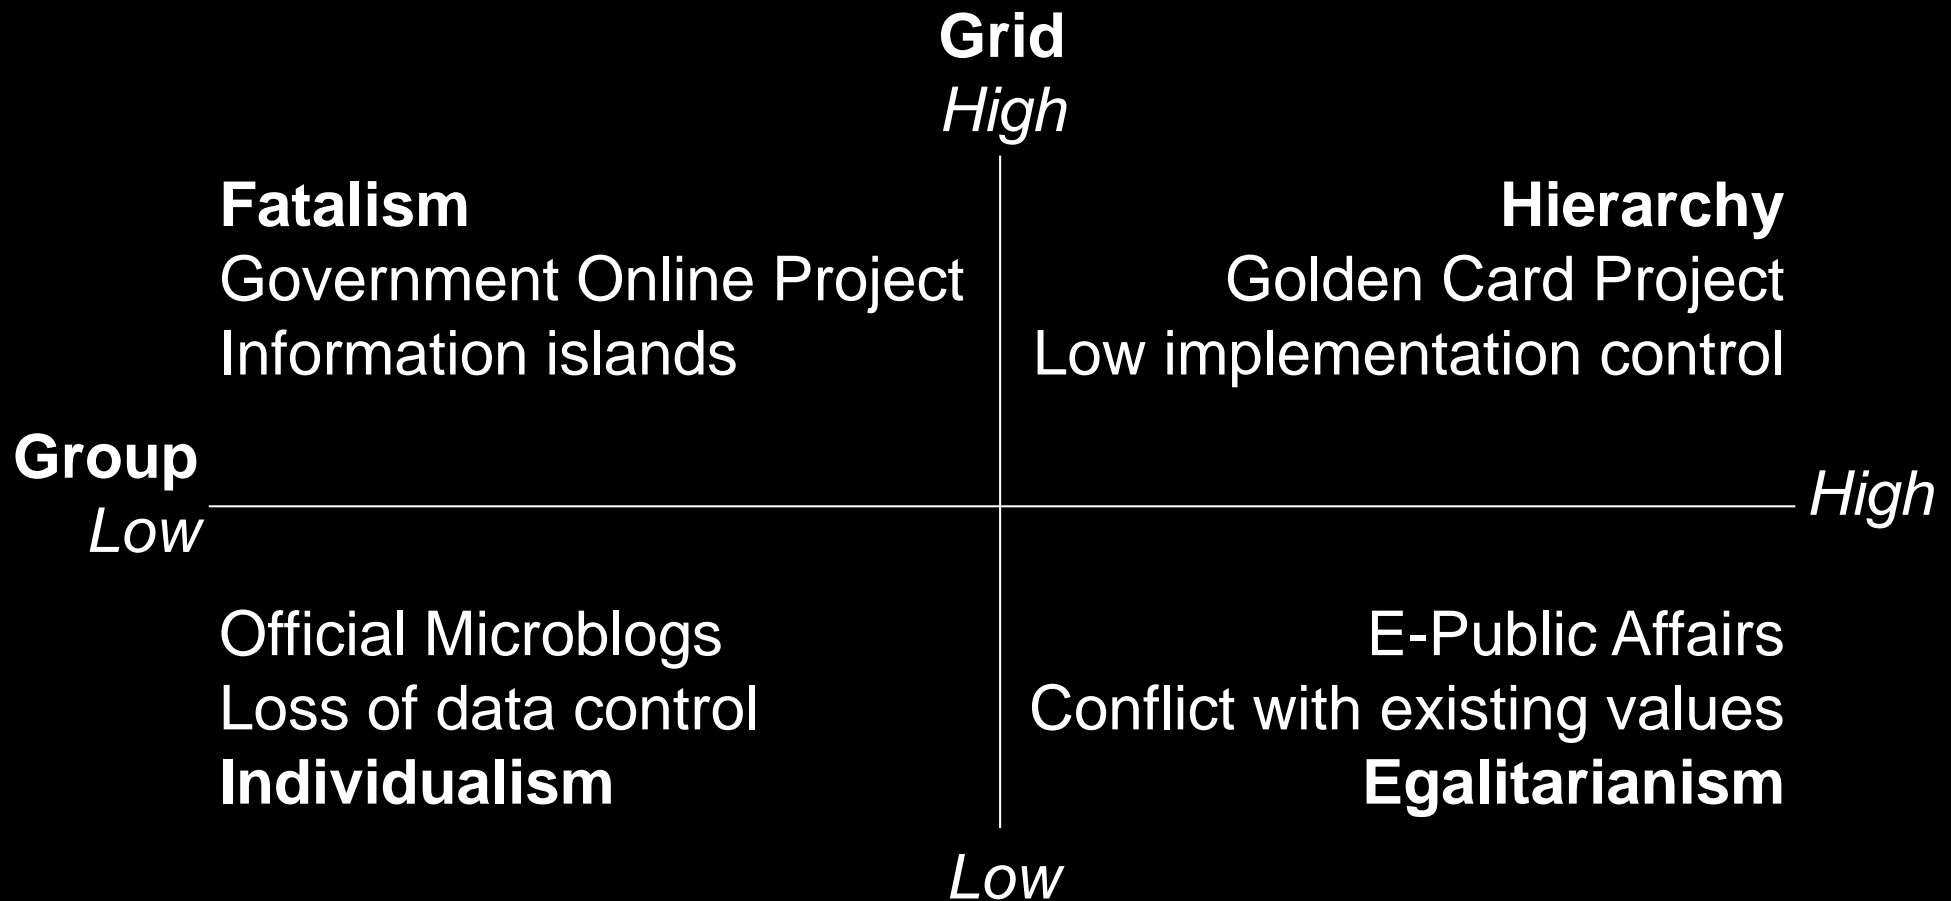 Grid
High
Fatalism
Government Online Project
Information islands
Hierarchy
Golden Card Project
Low implementation control
Group
Low
High
Official Microblogs
Loss of data control
Individualism
E-Public Affairs
Conflict with existing values
Egalitarianism
Low